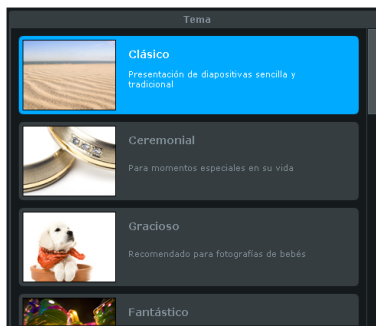 Tema
Clásico
Presentación de diapositivas sencilla y
tradicional
Ceremonial
Para momentos especiales en su vida
Gracioso
Recomendado para fotografías de bebés
Fantástico